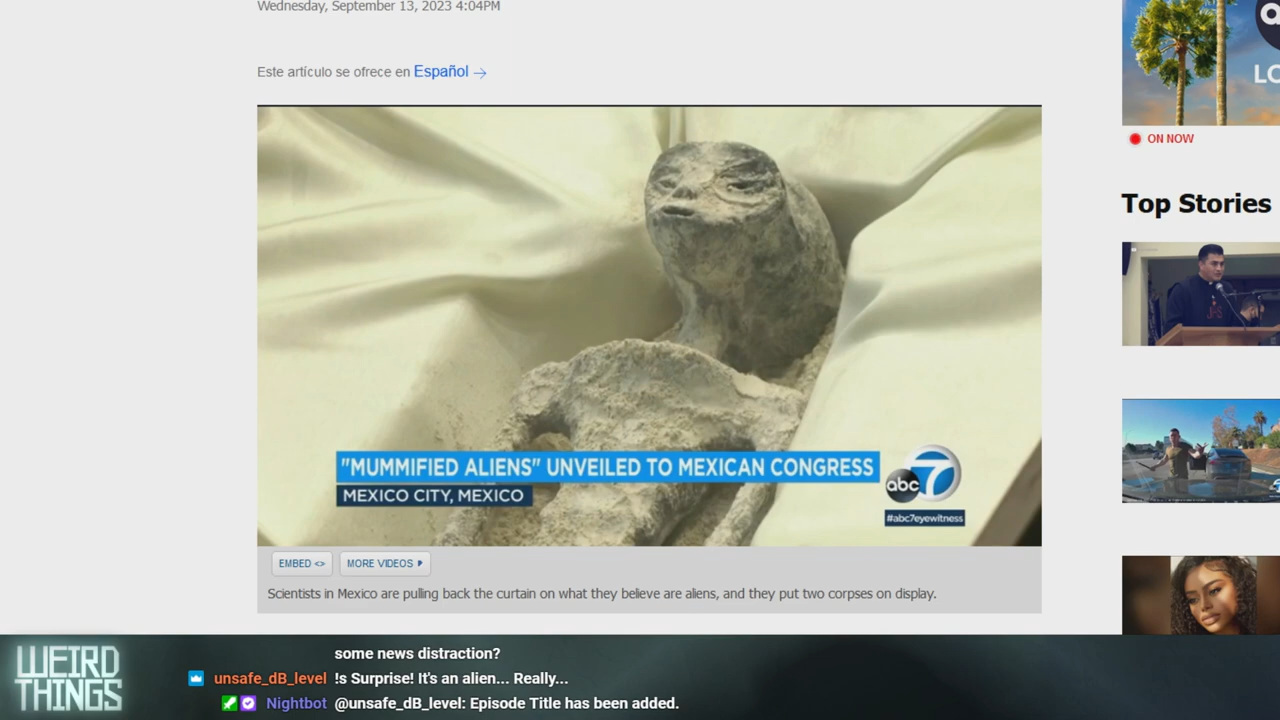 Wednesday, September 13, 2023 4:04PM
Este artículo se ofrece en Español →
ON NOW
Top Stories
"MUMMIFIED ALIENS" UNVEILED TO MEXICAN CONGRESS
MEXICO CITY, MEXICO
abc 7
#abc7eyewitness
EMBED <>
MORE VIDEOS
Scientists in Mexico are pulling back the curtain on what they believe are aliens, and they put two corpses on display.
WEIRD
THINGS
some news distraction?
unsafe_dB_level !s Surprise! It's an alien... Really...
Nightbot @unsafe_dB_level: Episode Title has been added.